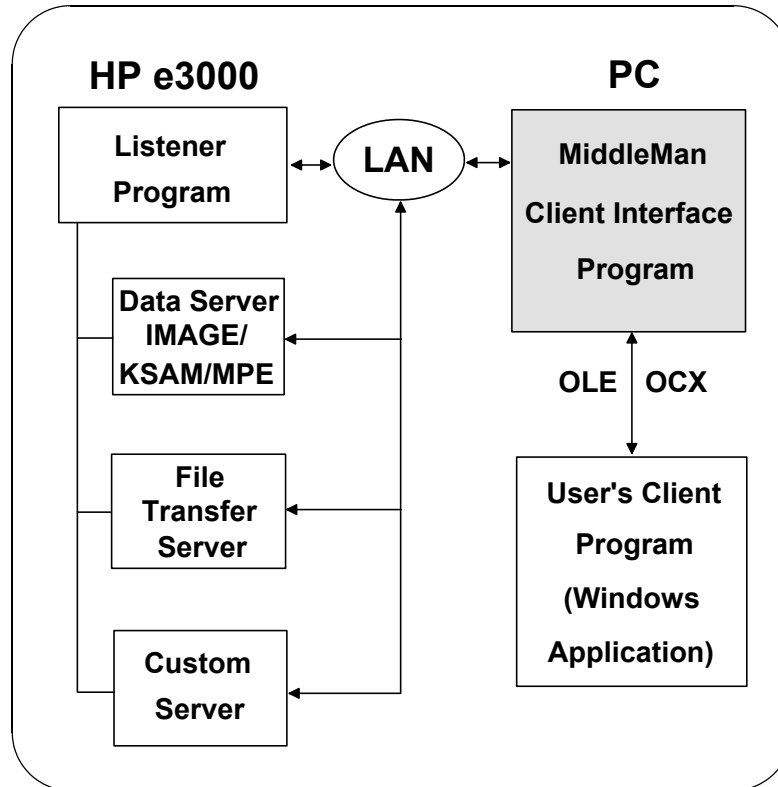 HP e3000
PC
Listener
Program
LAN
MiddleMan
Client Interface
Program
Data Server
IMAGE/
KSAM/MPE
OLE OCX
File
Transfer
Server
User's Client
Program
(Windows
Application)
Custom
Server